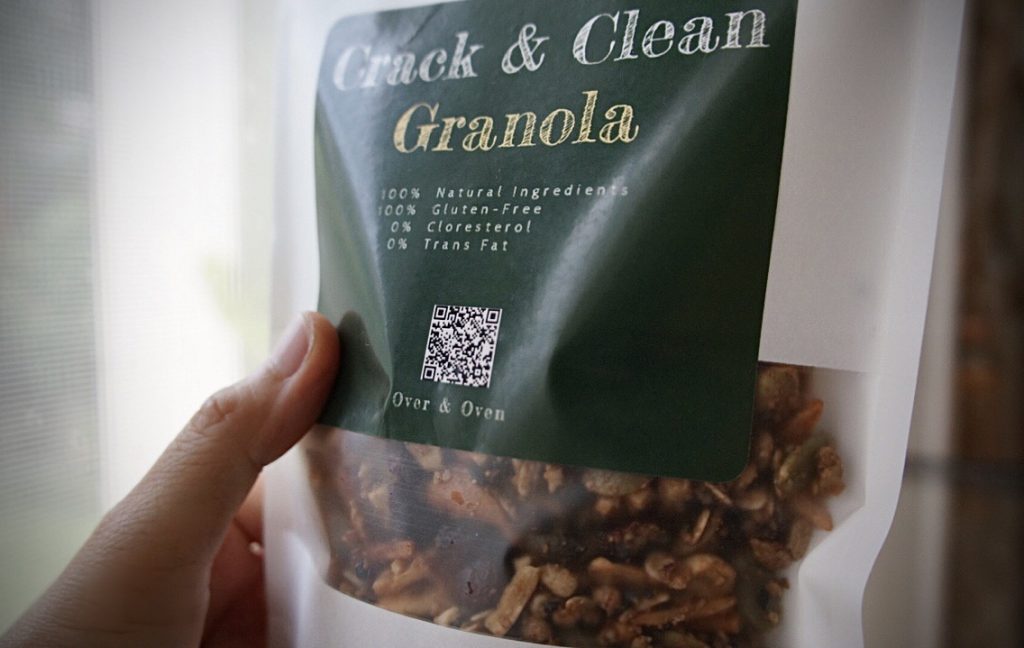 Crack & Clean
Granola
100% Natural Ingredients
100% Gluten-Free
0% Cloresterol
0% Trans Fat
Over & Oven